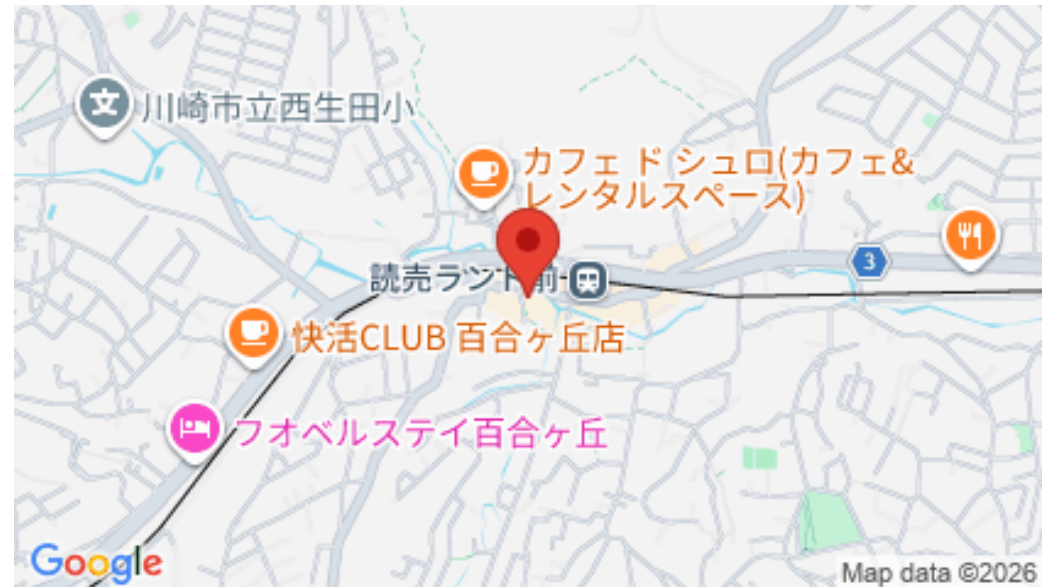 文
川崎市立西生田小
カフェ ド シュロ(カフェ&
レンタルスペース)
読売ランド前
3
快活CLUB 百合ヶ丘店
フオベルステイ百合ヶ丘
Google
Map data ©2026